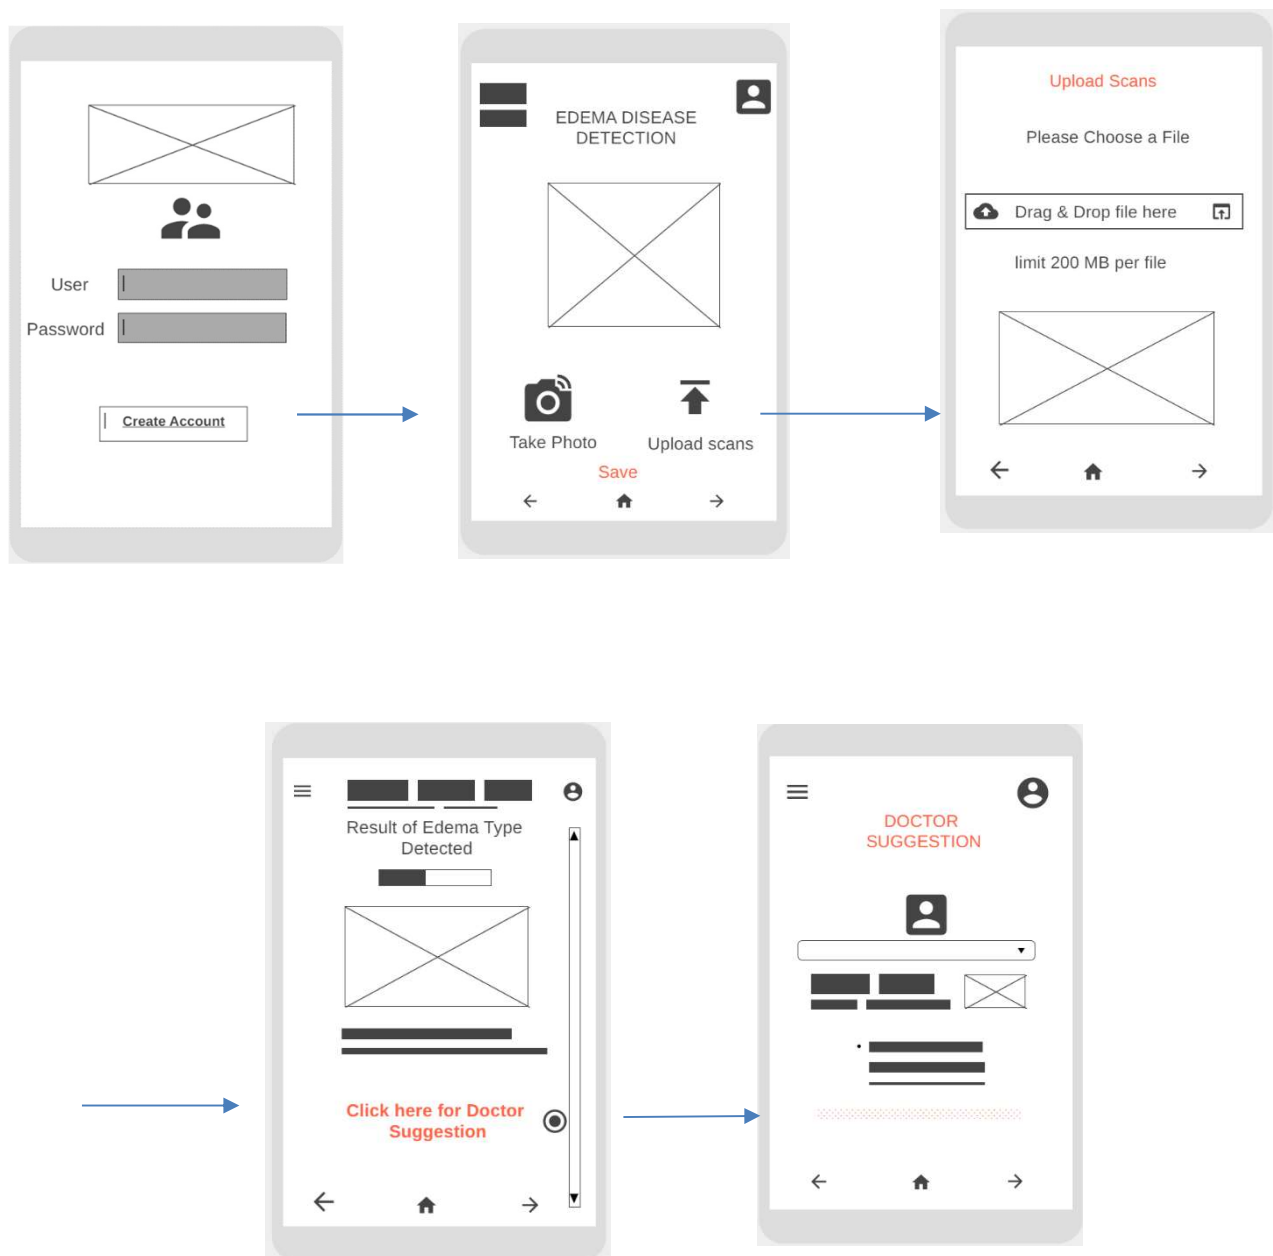 User
Password
Create Account
EDEMA DISEASE
DETECTION
Take Photo
Upload scans
Save
Upload Scans
Please Choose a File
Drag & Drop file here
limit 200 MB per file
Result of Edema Type
Detected
Click here for Doctor
Suggestion
DOCTOR
SUGGESTION